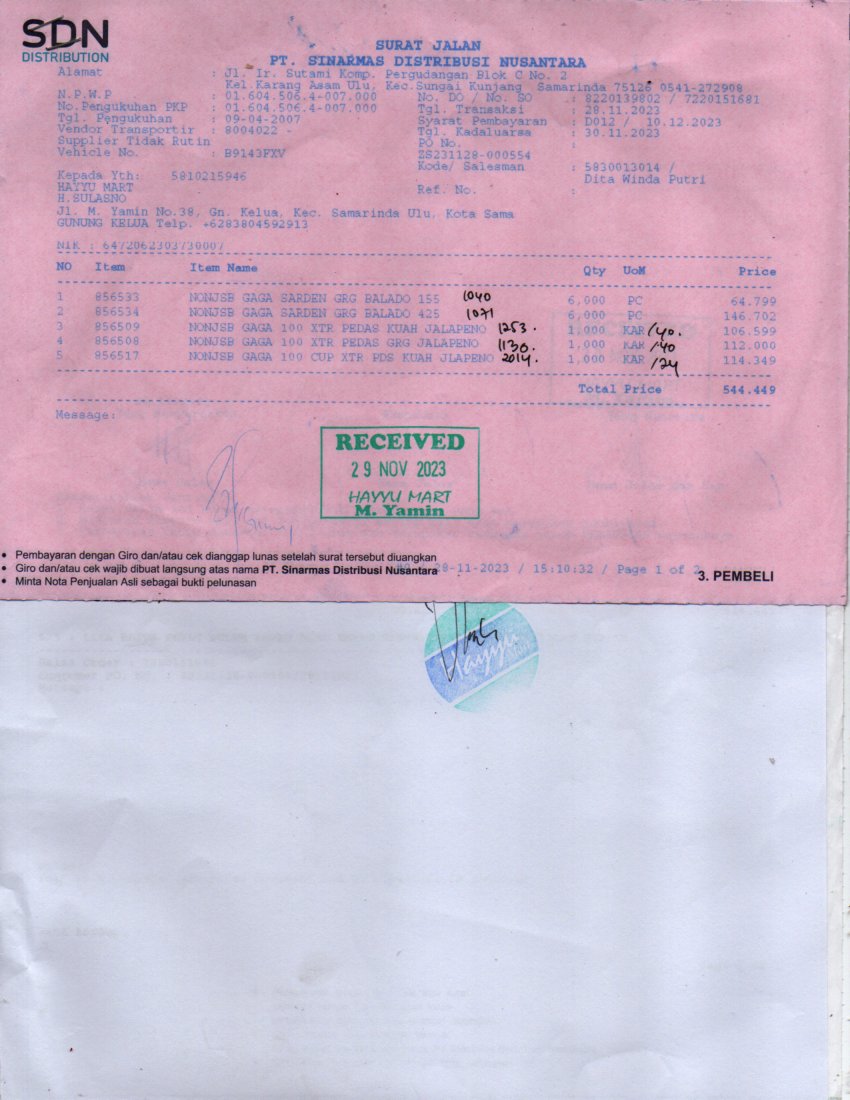 SDN
DISTRIBUTION
SURAT JALAN
PT. SINARMAS DISTRIBUSI NUSANTARA
Alamat : Jl. Ir. Sutami Komp. Pergudangan Blok C No. 2
Kel.Karang Asam Ulu, Kec.Sungai Kunjang Samarinda 75126 0541-272908
N.P.W.P : 01.604.506.4-007.000 No. DO / No. SO : 8220139802 / 7220151681
No.Pengukuhan PKP : 01.604.506.4-007.000 Tgl. Transaksi : 28.11.2023
Tgl. Pengukuhan : 09-04-2007 Syarat Pembayaran : D012 / 10.12.2023
Vendor Transportir : 8004022 - Tgl. Kadaluarsa : 30.11.2023
Supplier Tidak Rutin PO No. :
Vehicle No. : B9143FXV ZS231128-000554
Kode/ Salesman : 5830013014 /
Kepada Yth: 5810215946 Dita Winda Putri
HAYYU MART Ref. No. :
H.SULASNO
Jl. M. Yamin No.38, Gn. Kelua, Kec. Samarinda Ulu, Kota Sama
GUNUNG KELUA Telp. +6283804592913
NIK : 6472062303730007
NO Item Item Name Qty UoM Price
1 856533 NONJSB GAGA SARDEN GRG BALADO 155 1040 6,000 PC 64.799
2 856534 NONJSB GAGA SARDEN GRG BALADO 425 1071 6,000 PC 146.702
3 856509 NONJSB GAGA 100 XTR PEDAS KUAH JALAPENO 1253. 1,000 KAR /40. 106.599
4 856508 NONJSB GAGA 100 XTR PEDAS GRG JALAPENO 1130. 1,000 KAR /40 112.000
5 856517 NONJSB GAGA 100 CUP XTR PDS KUAH JLAPENO 2014. 1,000 KAR /24 114.349
Total Price 544.449
Message:
RECEIVED
29 NOV 2023
HAYYU MART
M. Yamin
• Pembayaran dengan Giro dan/atau cek dianggap lunas setelah surat tersebut diuangkan
• Giro dan/atau cek wajib dibuat langsung atas nama PT. Sinarmas Distribusi Nusantara
28-11-2023 / 15:10:32 / Page 1 of 2
• Minta Nota Penjualan Asli sebagai bukti pelunasan
3. PEMBELI
Hayyu